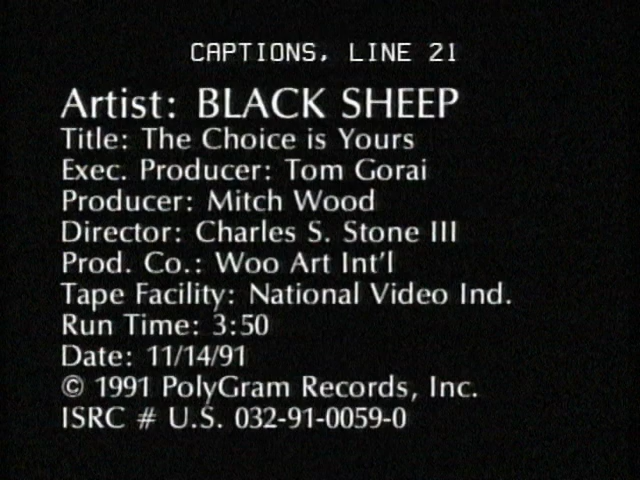 CAPTIONS, LINE 21
Artist: BLACK SHEEP
Title: The Choice is Yours
Exec. Producer: Tom Gorai
Producer: Mitch Wood
Director: Charles S. Stone III
Prod. Co.: Woo Art Int'l
Tape Facility: National Video Ind.
Run Time: 3:50
Date: 11/14/91
© 1991 PolyGram Records, Inc.
ISRC # U.S. 032-91-0059-0